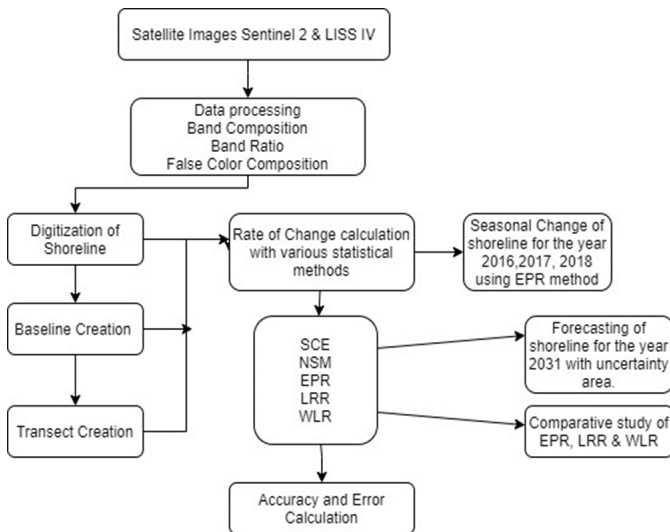 Satellite Images Sentinel 2 & LISS IV
Data processing
Band Composition
Band Ratio
False Color Composition
Digitization of
Shoreline
Rate of Change calculation
with various statistical
methods
Seasonal Change of
shoreline for the year
2016,2017, 2018
using EPR method
Baseline Creation
SCE
NSM
EPR
LRR
WLR
Forecasting of
shoreline for the year
2031 with uncertainty
area.
Transect Creation
Comparative study of
EPR, LRR & WLR
Accuracy and Error
Calculation